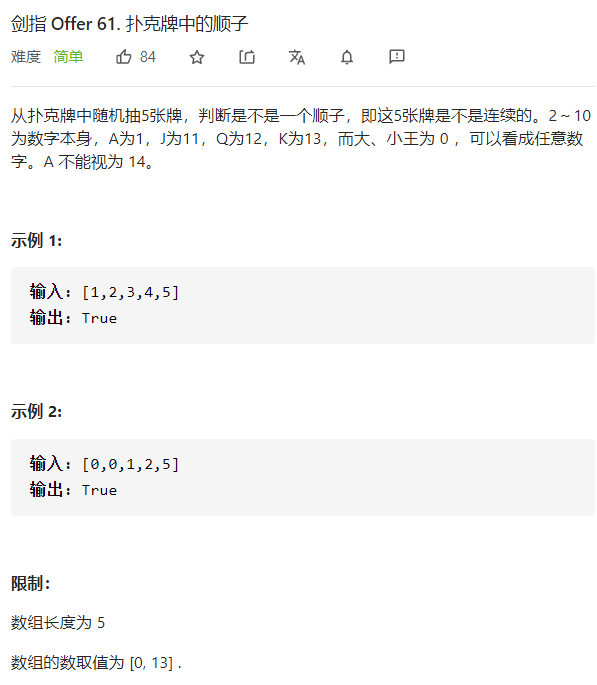 剑指 Offer 61. 扑克牌中的顺子
难度 简单 84
从扑克牌中随机抽5张牌，判断是不是一个顺子，即这5张牌是不是连续的。2～10
为数字本身，A为1，J为11，Q为12，K为13，而大、小王为 0 ，可以看成任意数
字。A 不能视为 14。
示例 1:
输入: [1,2,3,4,5]
输出: True
示例 2:
输入: [0,0,1,2,5]
输出: True
限制：
数组长度为 5
数组的数取值为 [0, 13] .